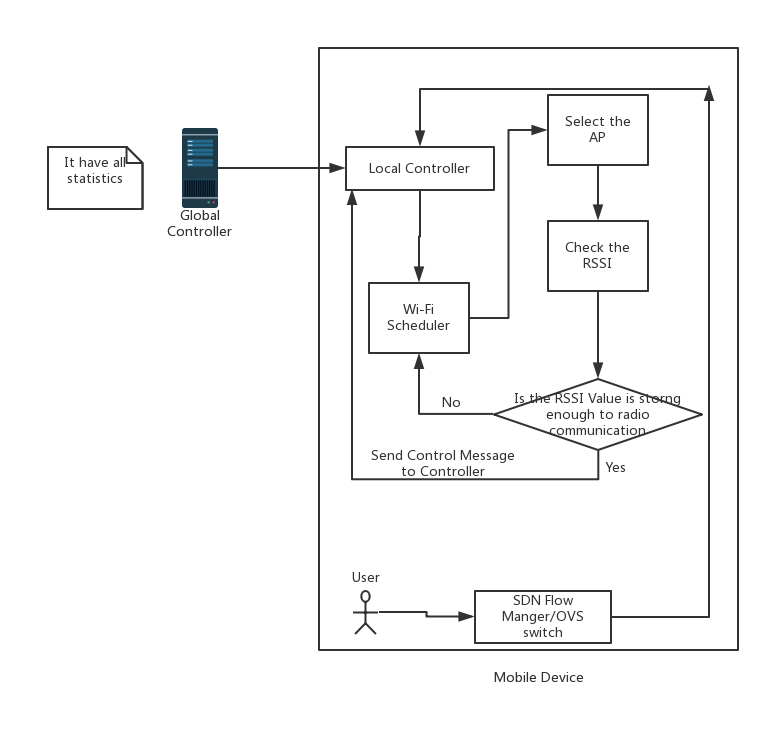 It have all
statistics
Global
Controller
Local Controller
Select the
AP
Check the
RSSI
Wi-Fi
Scheduler
Is the RSSI Value is storng
enough to radio
communication
No
Yes
Send Control Message
to Controller
User
SDN Flow
Manger/OVS
switch
Mobile Device